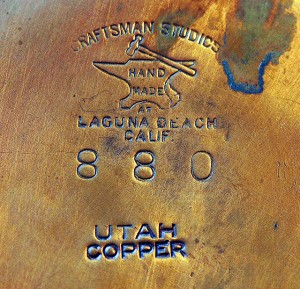 CRAFTSMAN STUDIOS
HAND
MADE
AT
LAGUNA BEACH
CALIF.
880
UTAH
COPPER